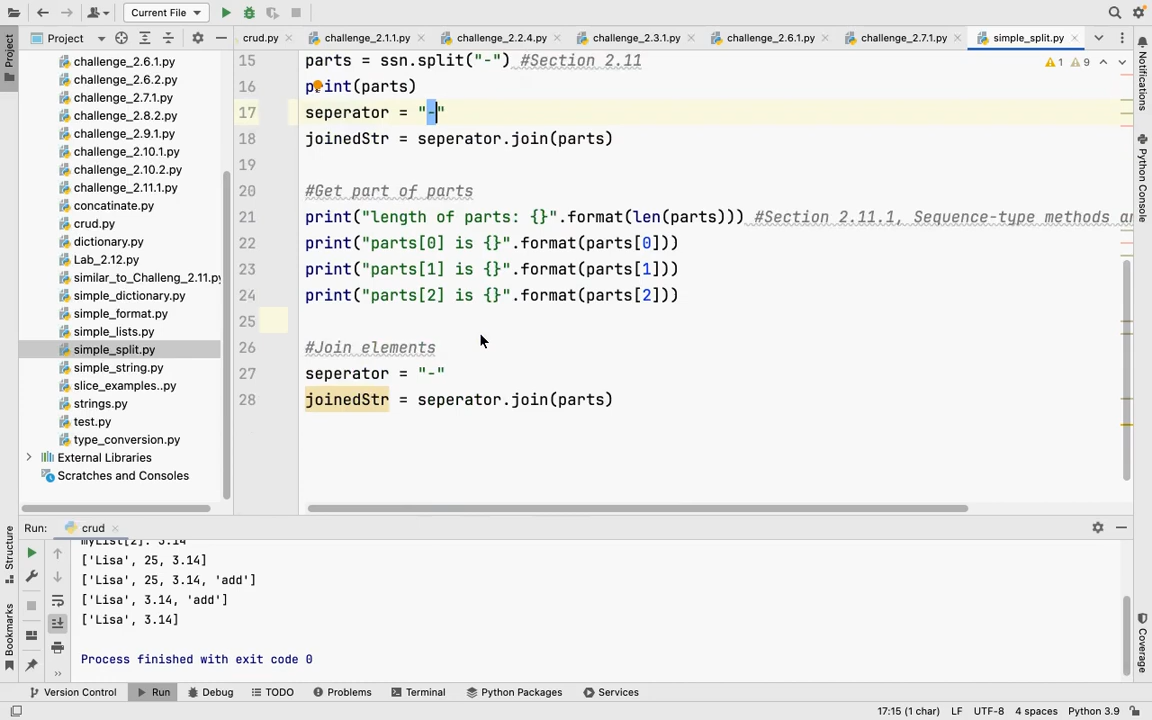 Current File
Project
crud.py
challenge_2.1.1.py
challenge_2.2.4.py
challenge_2.3.1.py
challenge_2.6.1.py
challenge_2.7.1.py
simple_split.py
Project
challenge_2.6.1.py
challenge_2.6.2.py
challenge_2.7.1.py
challenge_2.8.2.py
challenge_2.9.1.py
challenge_2.10.1.py
challenge_2.10.2.py
challenge_2.11.1.py
concatinate.py
crud.py
dictionary.py
Lab_2.12.py
similar_to_Challeng_2.11.py
simple_dictionary.py
simple_format.py
simple_lists.py
simple_split.py
simple_string.py
slice_examples..py
strings.py
test.py
type_conversion.py
External Libraries
Scratches and Consoles
15 parts = ssn.split("-") #Section 2.11
16 print(parts)
17 seperator = "-"
18 joinedStr = seperator.join(parts)
19
20 #Get part of parts
21 print("length of parts: {}".format(len(parts))) #Section 2.11.1, Sequence-type methods an
22 print("parts[0] is {}".format(parts[0]))
23 print("parts[1] is {}".format(parts[1]))
24 print("parts[2] is {}".format(parts[2]))
25
26 #Join elements
27 seperator = "-"
28 joinedStr = seperator.join(parts)
1 9
Notifications
Python Console
Coverage
Structure
Bookmarks
Run: crud
myList[2]: 3.14
['Lisa', 25, 3.14]
['Lisa', 25, 3.14, 'add']
['Lisa', 3.14, 'add']
['Lisa', 3.14]
Process finished with exit code 0
Version Control Run Debug TODO Problems Terminal Python Packages Services
17:15 (1 char) LF UTF-8 4 spaces Python 3.9